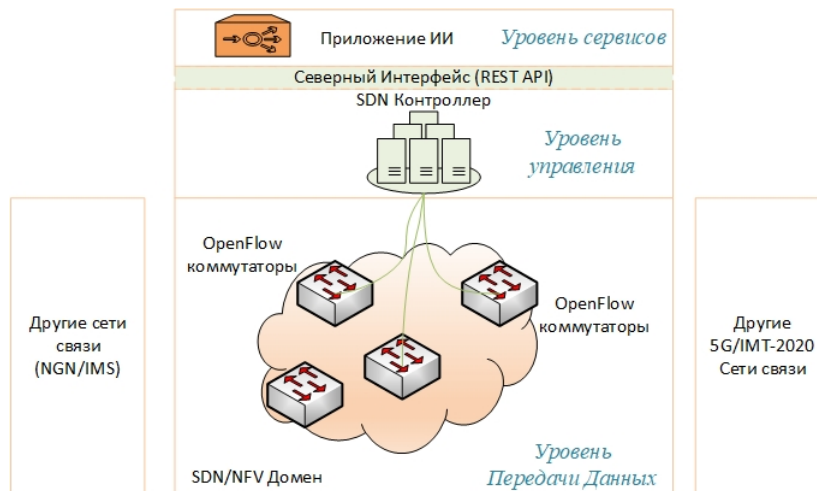 Приложение ИИ
Уровень сервисов
Северный Интерфейс (REST API)
SDN Контроллер
Уровень
управления
OpenFlow
коммутаторы
OpenFlow
коммутаторы
Другие сети
связи
(NGN/IMS)
Другие
5G/IMT-2020
Сети связи
SDN/NFV Домен
Уровень
Передачи Данных